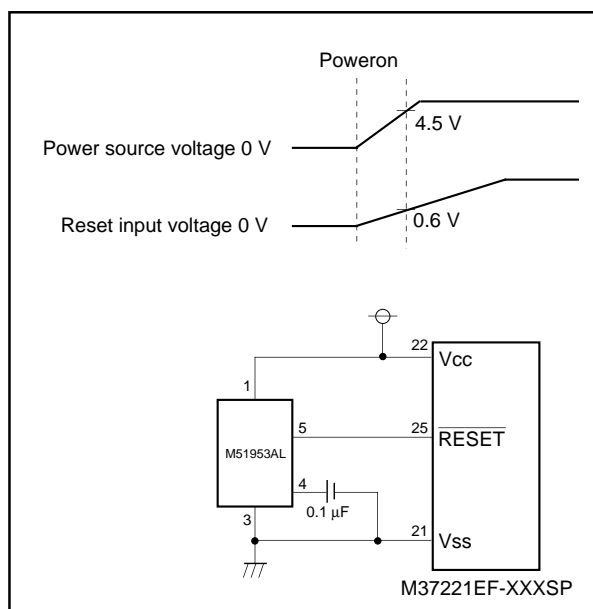 Poweron
4.5 V
Power source voltage 0 V
0.6 V
Reset input voltage 0 V
22
Vcc
1
5
25
RESET
M51953AL
4
0.1 µF
3
21
Vss
M37221EF-XXXSP